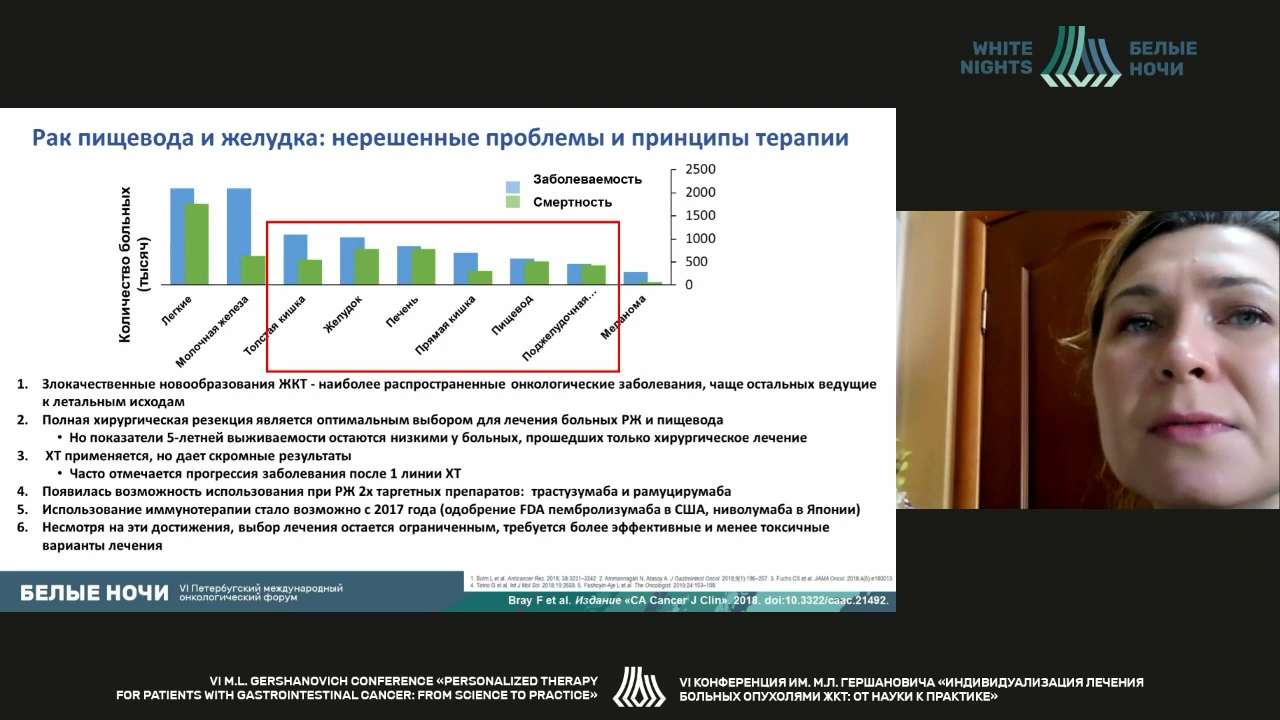 WHITE
NIGHTS
БЕЛЫЕ
НОЧИ
Рак пищевода и желудка: нерешенные проблемы и принципы терапии
Количество больных
(тысяч)
Заболеваемость
Смертность
2500
2000
1500
1000
500
0
Легкие
Молочная железа
Толстая кишка
Желудок
Печень
Прямая кишка
Пищевод
Поджелудочная...
Меланома
1. Злокачественные новообразования ЖКТ - наиболее распространенные онкологические заболевания, чаще остальных ведущие
к летальным исходам
2. Полная хирургическая резекция является оптимальным выбором для лечения больных РЖ и пищевода
• Но показатели 5-летней выживаемости остаются низкими у больных, прошедших только хирургическое лечение
3. ХТ применяется, но дает скромные результаты
• Часто отмечается прогрессия заболевания после 1 линии ХТ
4. Появилась возможность использования при РЖ 2х таргетных препаратов: трастузумаба и рамуцирумаба
5. Использование иммунотерапии стало возможно с 2017 года (одобрение FDA пембролизумаба в США, ниволумаба в Японии)
6. Несмотря на эти достижения, выбор лечения остается ограниченным, требуется более эффективные и менее токсичные
варианты лечения
БЕЛЫЕ НОЧИ
VI Петербургский международный
онкологический форум
Bray F et al. Издание «CA Cancer J Clin». 2018. doi:10.3322/caac.21492.
VI M.L. GERSHANOVICH CONFERENCE «PERSONALIZED THERAPY
FOR PATIENTS WITH GASTROINTESTINAL CANCER: FROM SCIENCE TO PRACTICE»
VI КОНФЕРЕНЦИЯ ИМ. М.Л. ГЕРШАНОВИЧА «ИНДИВИДУАЛИЗАЦИЯ ЛЕЧЕНИЯ
БОЛЬНЫХ ОПУХОЛЯМИ ЖКТ: ОТ НАУКИ К ПРАКТИКЕ»